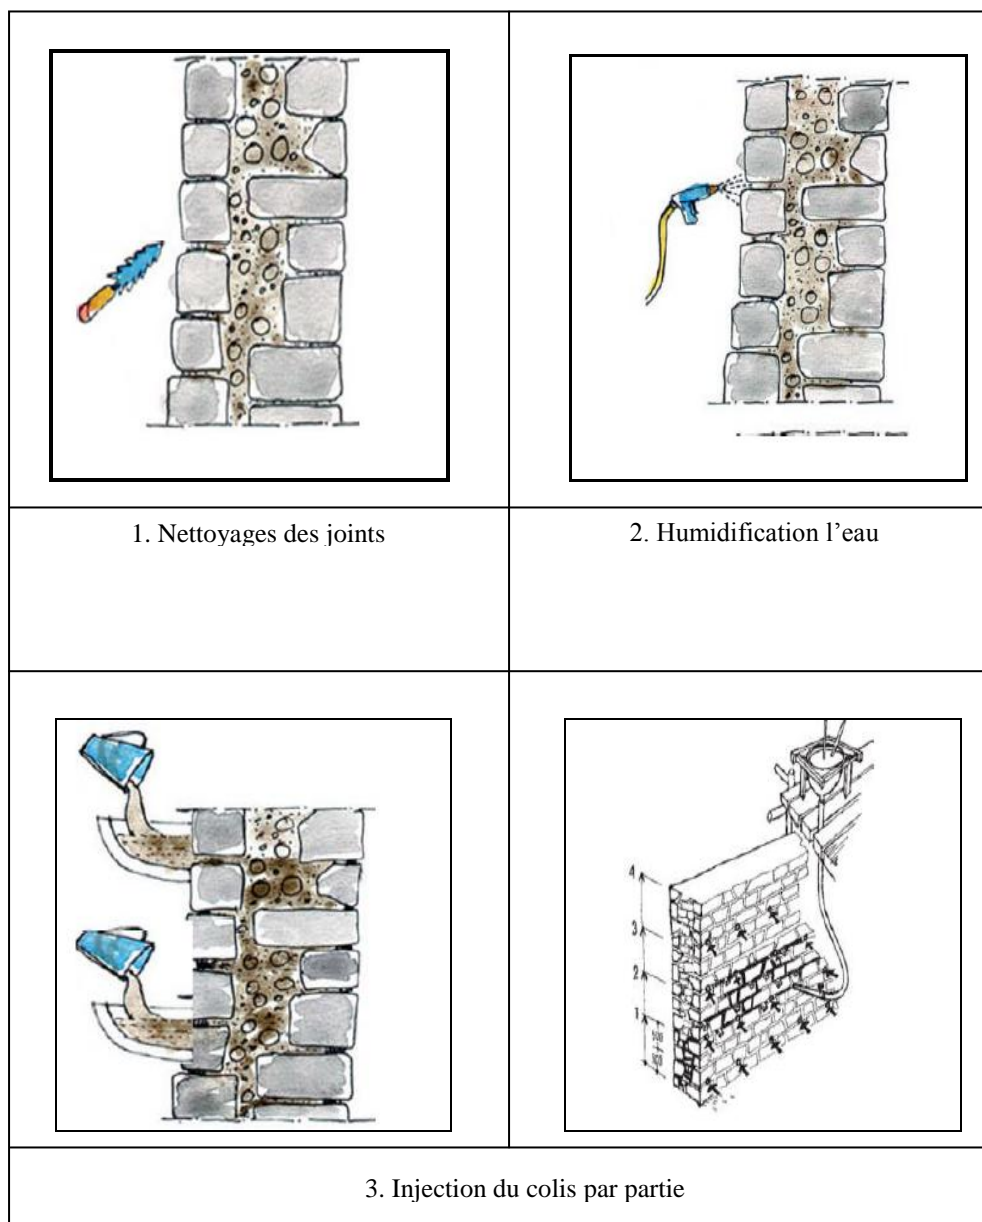 1. Nettoyages des joints
2. Humidification l’eau
4
3
2
1
3. Injection du colis par partie